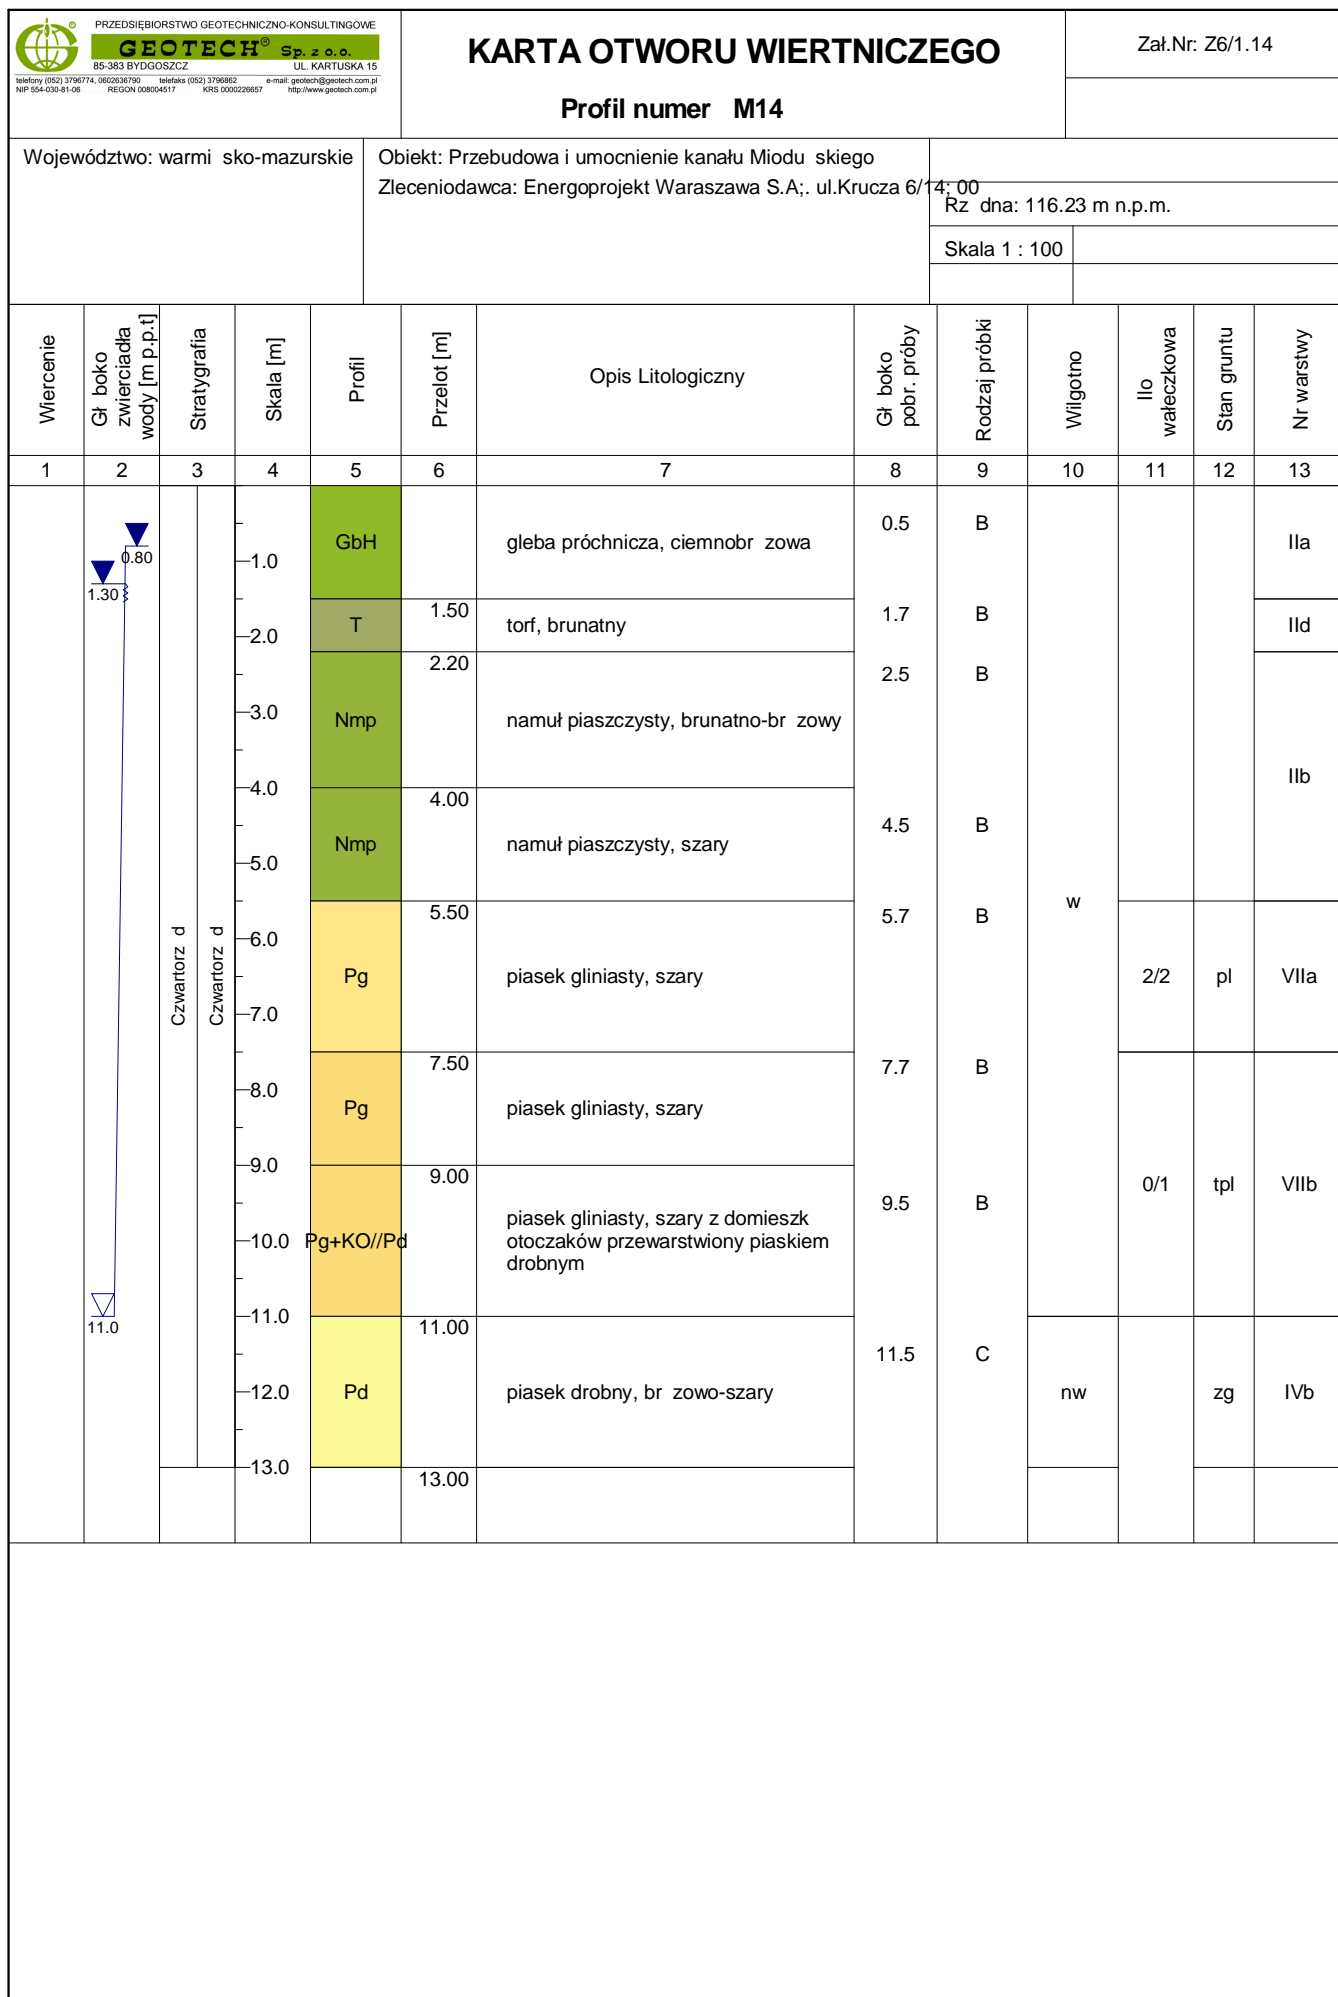 PRZEDSIĘBIORSTWO GEOTECHNICZNO-KONSULTINGOWE
GEOTECH® Sp. z o.o.
85-383 BYDGOSZCZ UL. KARTUSKA 15
telefony (052) 3796774, 0602636790 telefaks (052) 3796862 e-mail: geotech@geotech.com.pl
NIP 554-030-81-06 REGON 008004517 KRS 0000226657 http://www.geotech.com.pl
KARTA OTWORU WIERTNICZEGO
Profil numer M14
Zał.Nr: Z6/1.14
Województwo: warmi sko-mazurskie
Obiekt: Przebudowa i umocnienie kanału Miodu skiego
Zleceniodawca: Energoprojekt Waraszawa S.A;. ul.Krucza 6/14; 00
Rz dna: 116.23 m n.p.m.
Skala 1 : 100
Wiercenie
Gł boko
zwierciadła
wody [m p.p.t]
Stratygrafia
Skala [m]
Profil
Przelot [m]
Opis Litologiczny
Gł boko
pobr. próby
Rodzaj próbki
Wilgotno
Ilo
wałeczkowa
Stan gruntu
Nr warstwy
1 2 3 4 5 6 7 8 9 10 11 12 13
0.80
1.30
11.0
Czwartorz d
Czwartorz d
1.0
2.0
3.0
4.0
5.0
6.0
7.0
8.0
9.0
10.0
11.0
12.0
13.0
GbH
T
Nmp
Nmp
Pg
Pg
Pg+KO//Pd
Pd
1.50
2.20
4.00
5.50
7.50
9.00
11.00
13.00
gleba próchnicza, ciemnobr zowa
torf, brunatny
namuł piaszczysty, brunatno-br zowy
namuł piaszczysty, szary
piasek gliniasty, szary
piasek gliniasty, szary
piasek gliniasty, szary z domieszk
otoczaków przewarstwiony piaskiem
drobnym
piasek drobny, br zowo-szary
0.5 B
1.7 B
2.5 B
4.5 B
5.7 B
7.7 B
9.5 B
11.5 C
w
nw
2/2
0/1
pl
tpl
zg
IIa
IId
IIb
VIIa
VIIb
IVb